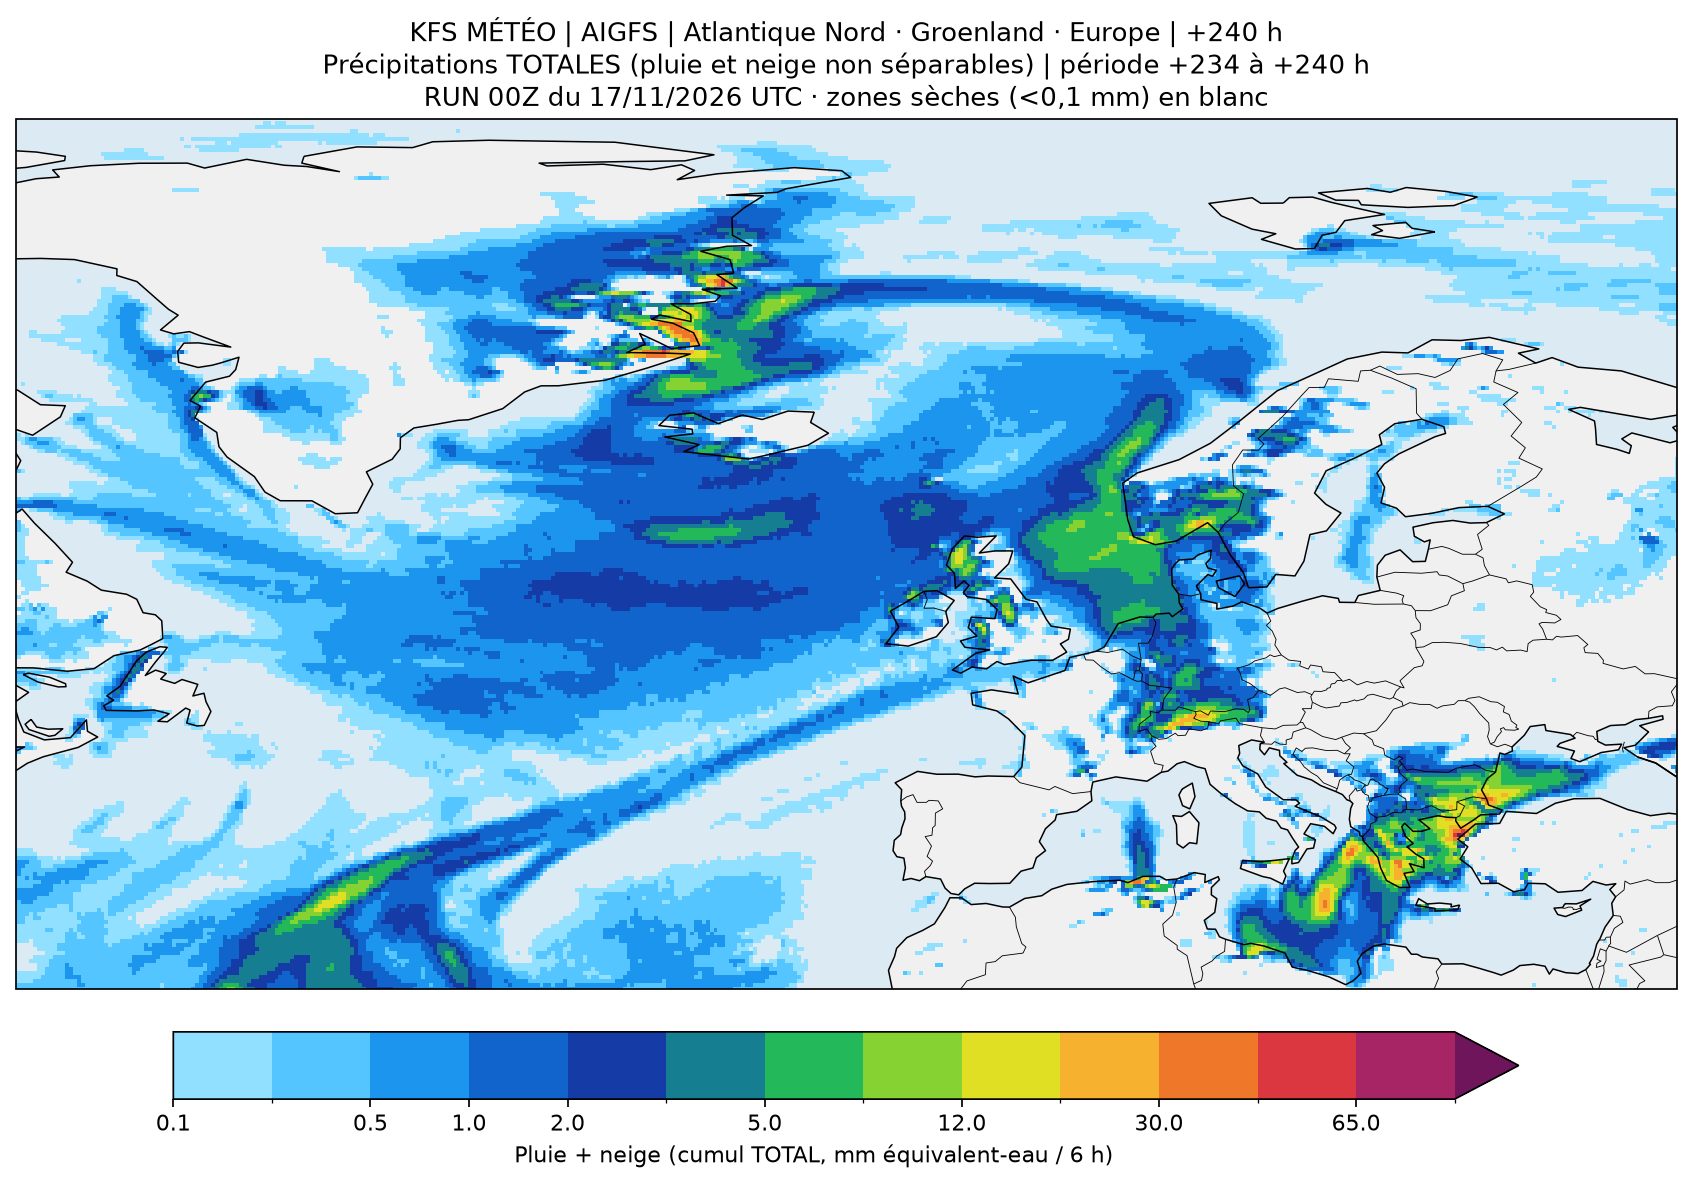 KFS MÉTÉO | AIGFS | Atlantique Nord · Groenland · Europe | +240 h
Précipitations TOTALES (pluie et neige non séparables) | période +234 à +240 h
RUN 00Z du 17/11/2026 UTC · zones sèches (<0,1 mm) en blanc
0.1 0.5 1.0 2.0 5.0 12.0 30.0 65.0
Pluie + neige (cumul TOTAL, mm équivalent-eau / 6 h)